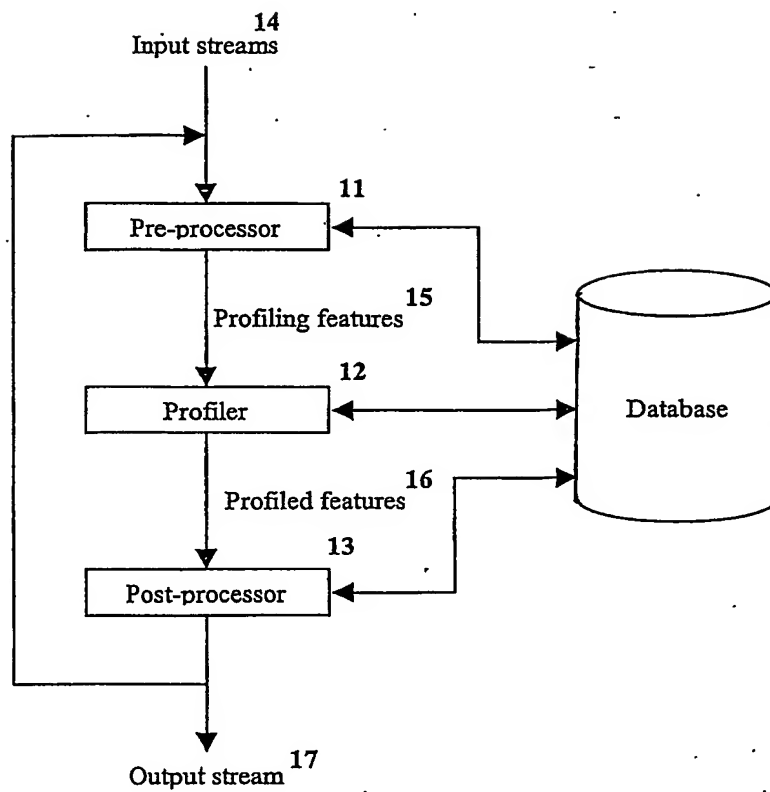 14
Input streams
11
Pre-processor
Profiling features 15
12
Profiler
Database
Profiled features 16
13
Post-processor
Output stream 17